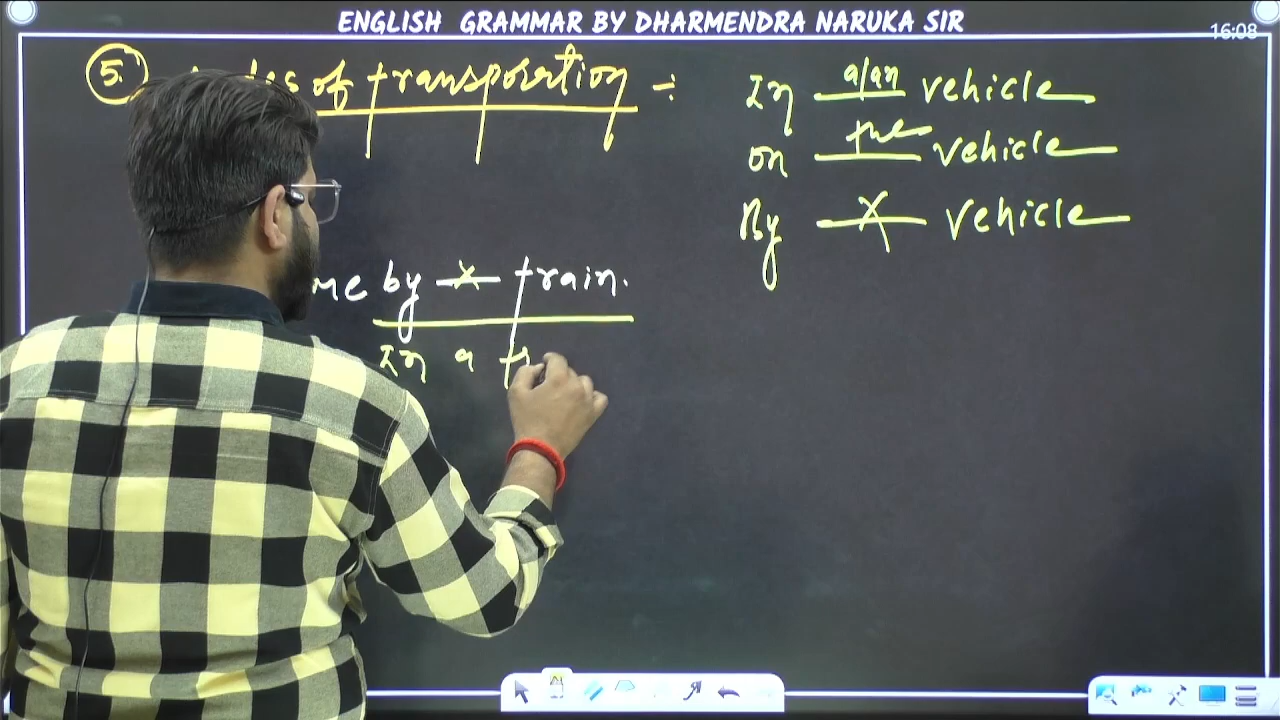 ENGLISH GRAMMAR BY DHARMENDRA NARUKA SIR
16:08
5. of transportion ÷
In a/an vehicle
on the vehicle
By X vehicle
me by X train.
In a